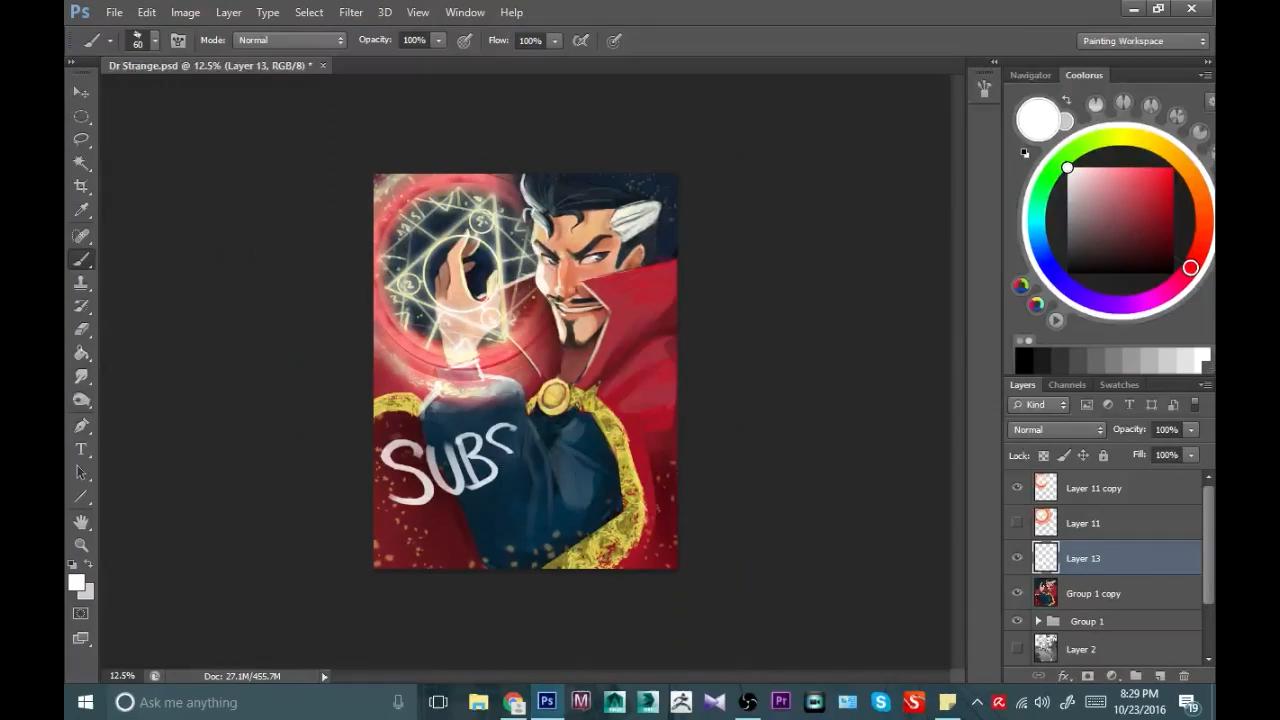 Ps File Edit Image Layer Type Select Filter 3D View Window Help
60 Mode: Normal Opacity: 100% Flow: 100% Painting Workspace
Dr Strange.psd @ 12.5% (Layer 13, RGB/8) * ×
Navigator Coolorus
SUBS
Layers Channels Swatches
Kind
Normal Opacity: 100%
Lock: Fill: 100%
Layer 11 copy
Layer 11
Layer 13
Group 1 copy
Group 1
Layer 2
12.5% Doc: 27.1M/455.7M
Ask me anything
8:29 PM
10/23/2016
19